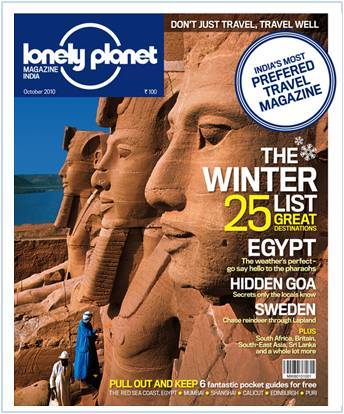 DON'T JUST TRAVEL, TRAVEL WELL
lonely planet
MAGAZINE
INDIA
October 2010
₹ 100
INDIA'S MOST
PREFERRED
TRAVEL
MAGAZINE
THE
WINTER
LIST
25 GREAT
DESTINATIONS
EGYPT
The weather's perfect-
go say hello to the pharaohs
HIDDEN GOA
Secrets only the locals know
SWEDEN
Chase reindeer through Lapland
PLUS
South Africa, Britain,
South-East Asia, Sri Lanka
and a whole lot more
PULL OUT AND KEEP 6 fantastic pocket guides for free
THE RED SEA COAST, EGYPT • MUMBAI • SHANGHAI • CALICUT • EDINBURGH • PURI